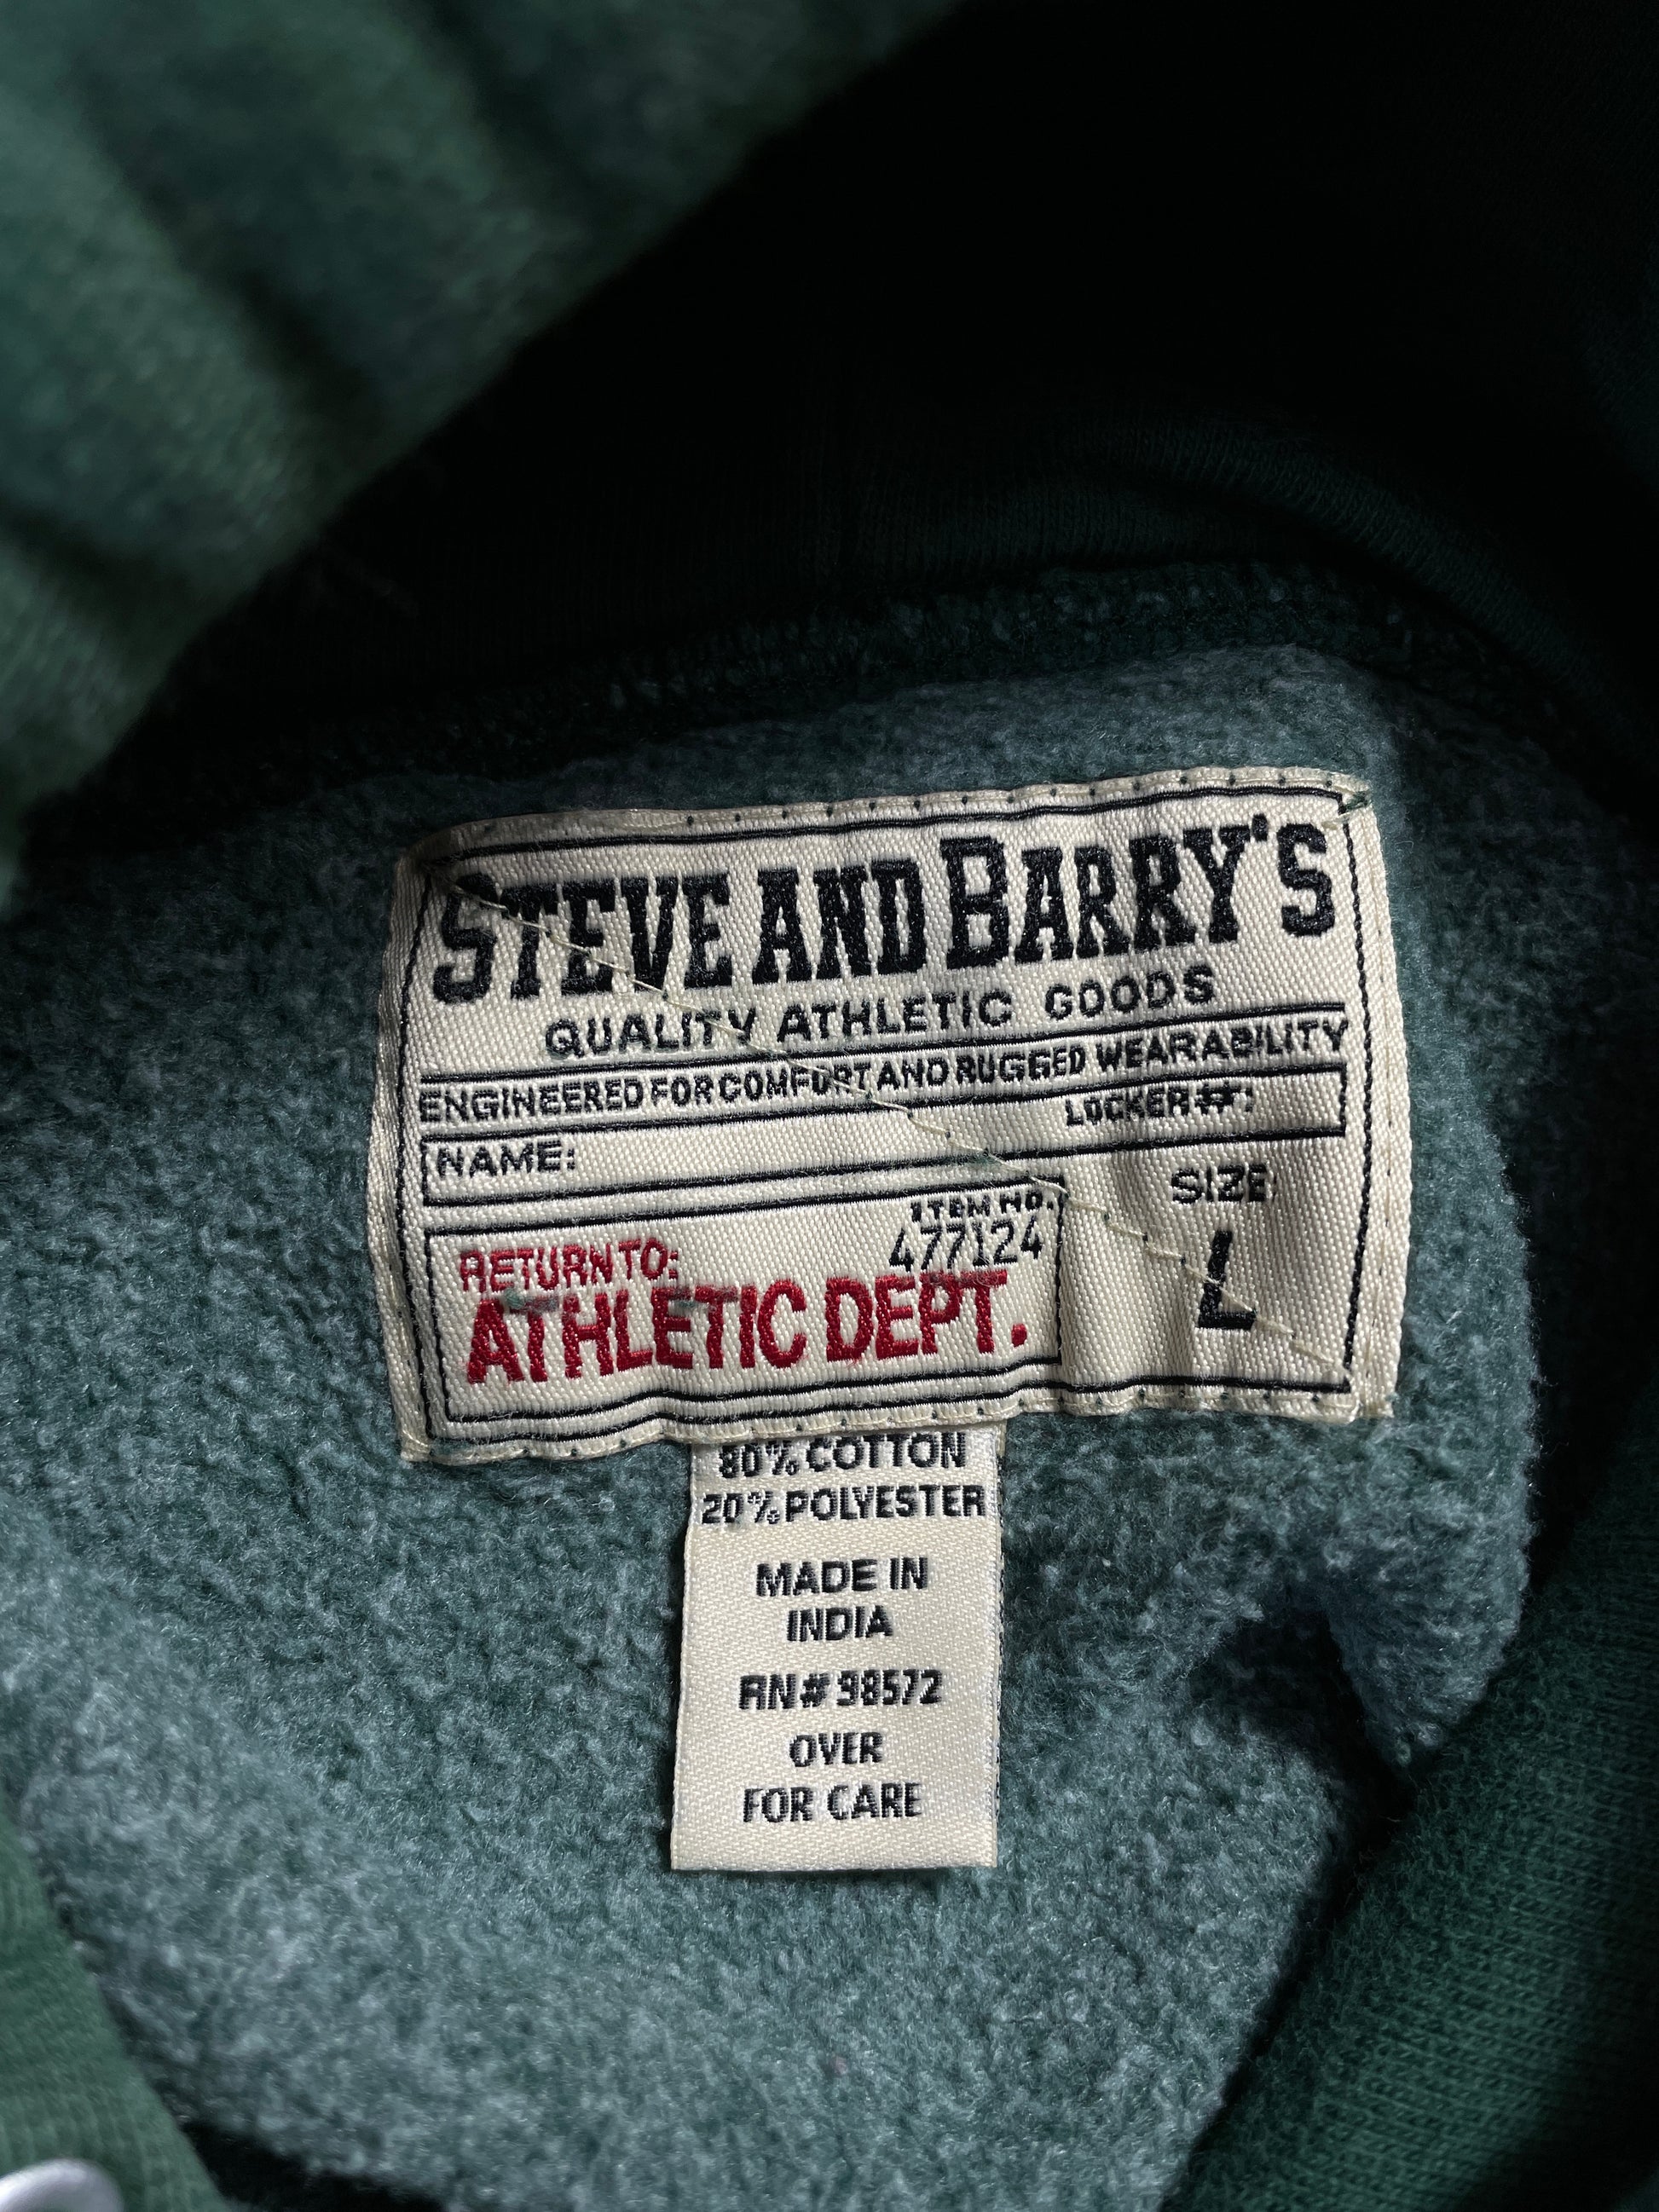 STEVE AND BARRY'S
QUALITY ATHLETIC GOODS
ENGINEERED FOR COMFORT AND RUGGED WEARABILITY
NAME: LOCKER#:
ITEM NO.
477124
RETURN TO:
ATHLETIC DEPT.
SIZE
L
80% COTTON
20% POLYESTER
MADE IN
INDIA
RN# 98572
OVER
FOR CARE